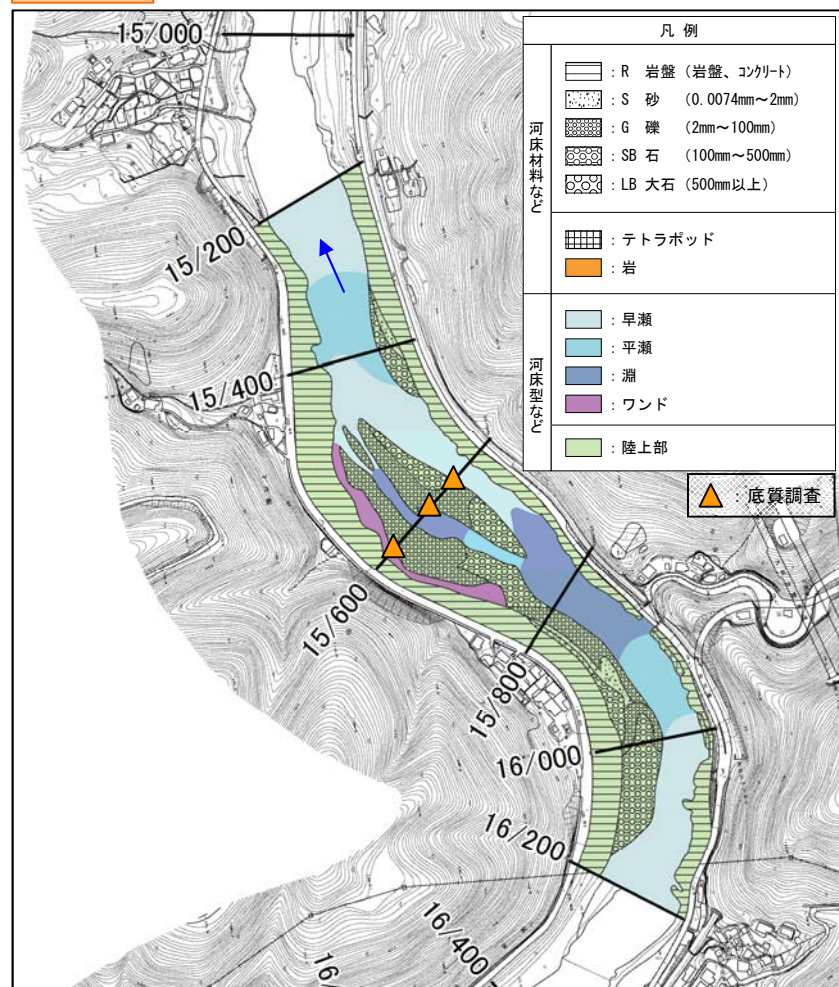 15/000
凡 例
河床材料など
: R 岩盤 (岩盤、コンクリート)
: S 砂 (0.0074mm～2mm)
: G 礫 (2mm～100mm)
: SB 石 (100mm～500mm)
: LB 大石 (500mm以上)
: テトラポッド
: 岩
河床型など
: 早瀬
: 平瀬
: 淵
: ワンド
: 陸上部
: 底質調査
15/200
15/400
15/600
15/800
16/000
16/200
16/400